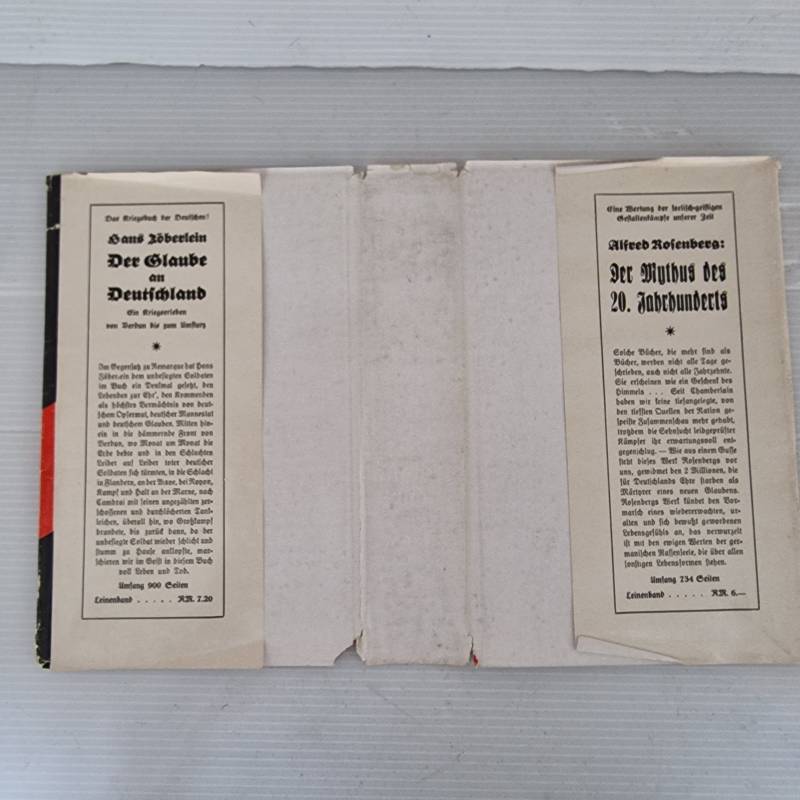 Das Kriegsbuch der Deutschen!
Hans Zöberlein
Der Glaube
an
Deutschland
Ein Kriegserleben
von Verdun bis zum Umsturz
Im Gegensatz zu Remarque hat Hans
Zöberlein dem unbesiegten Soldaten
im Buch ein Denkmal gesetzt, den
Lebenden zur Ehr', den Kommenden
als höchstes Vermächtnis von deut-
schem Opfermut, deutscher Mannestat
und deutschem Glauben. Mitten hin-
ein in die hämmernde Front von
Verdun, wo Monat um Monat die
Erde bebte und in den Schluchten
Leiber auf Leiber toter deutscher
Soldaten sich türmten, in die Schlacht
in Flandern, an der Aisne, bei Noyon,
Kampf und Halt an der Marne, nach
Cambrai mit seinen ungezählten zer-
schossenen und durchlöcherten Tank-
leichen, überall hin, wo Großkampf
brandete, bis zurück dann, da der
unbesiegte Soldat wieder schlicht und
stumm zu Hause anklopfte, mar-
schieren wir im Geist in diesem Buch
voll Leben und Tod.
Umfang 900 Seiten
Leinenband . . . . . RM. 7.20
Eine Wertung der seelisch-geistigen
Gestaltenkämpfe unserer Zeit
Alfred Rosenberg:
Der Mythus des
20. Jahrhunderts
Solche Bücher, die mehr sind als
Bücher, werden nicht alle Tage ge-
schrieben, auch nicht alle Jahrzehnte.
Sie erscheinen wie ein Geschenk des
Himmels . . . Seit Chamberlain
haben wir keine tiefangelegte, von
den tiefsten Quellen der Nation ge-
speiste Zusammenschau mehr gehabt,
trotzdem die Sehnsucht leidgeprüfter
Kämpfer ihr erwartungsvoll ent-
gegenschlug. — Wie aus einem Gusse
steht dieses Werk Rosenbergs vor
uns, gewidmet den 2 Millionen, die
für Deutschlands Ehre starben als
Märtyrer eines neuen Glaubens.
Rosenbergs Werk kündet den Vor-
marsch eines wiedererwachten, ur-
alten und sich bewußt gewordenen
Lebensgefühls an, das verwurzelt
ist mit den ewigen Werten der ger-
manischen Rassenseele, die über allen
sonstigen Lebensformen stehen.
Umfang 734 Seiten
Leinenband . . . . . RM. 6.—